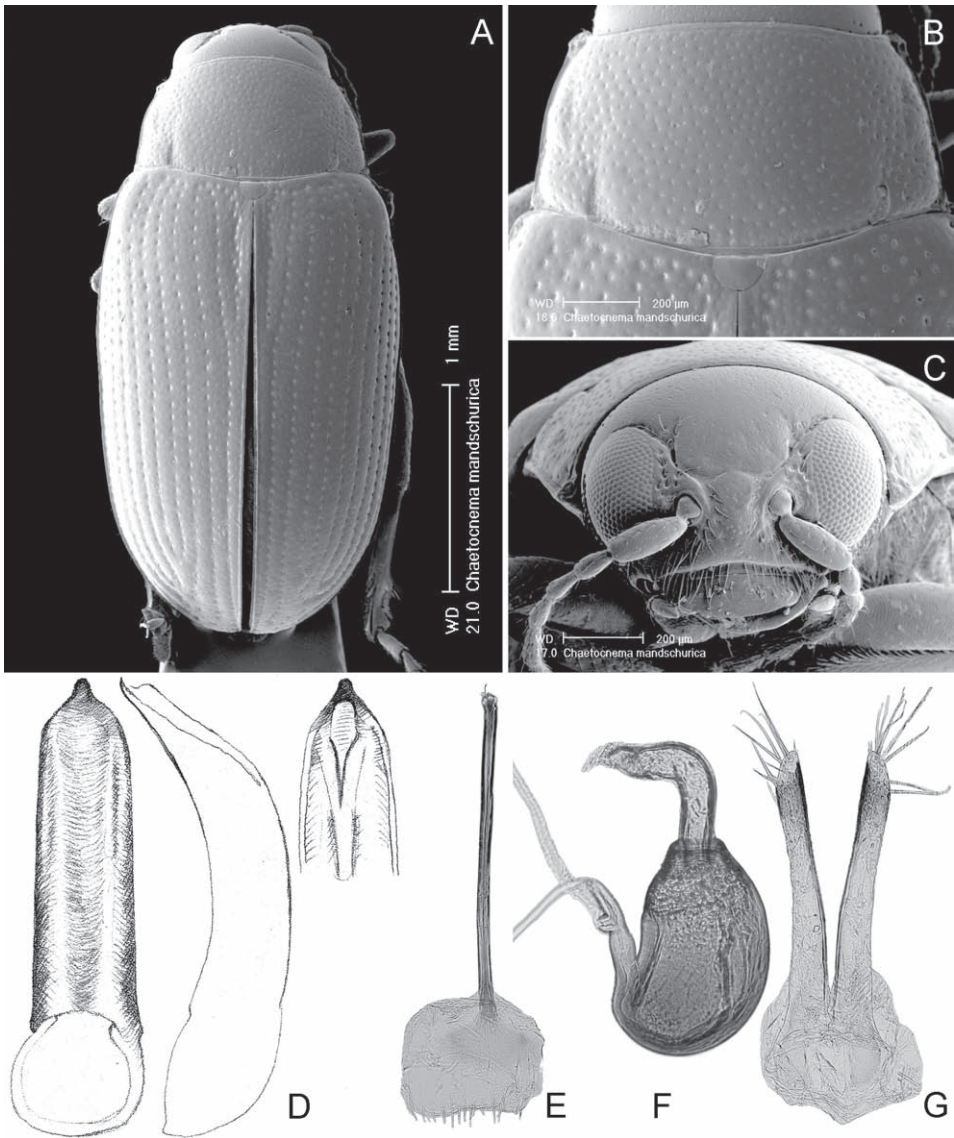 A
WD
21.0 Chaetocnema mandschurica
1 mm
B
WD
200 µm
18.6 Chaetocnema mandschurica
C
WD
200 µm
17.0 Chaetocnema mandschurica
D
E
F
G